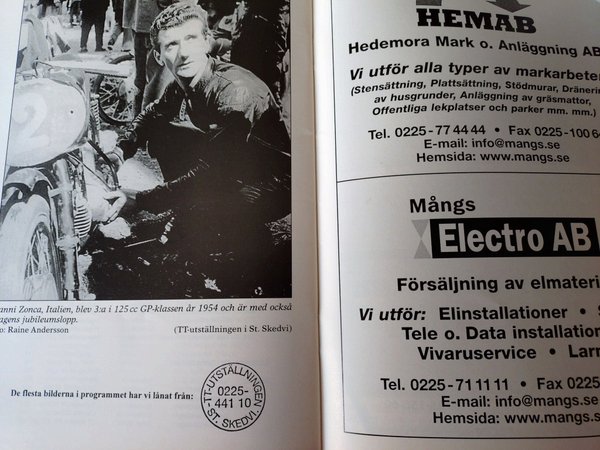 2
anni Zonca, Italien, blev 3:a i 125 cc GP-klassen år 1954 och är med också
agens jubileumslopp.
o: Raine Andersson (TT-utställningen i St. Skedvi)
De flesta bilderna i programmet har vi lånat från:
TT-UTSTÄLLNINGEN
0225-
441 10
ST. SKEDVI.
HEMAB
Hedemora Mark o. Anläggning AB
Vi utför alla typer av markarbeten
(Stensättning, Plattsättning, Stödmurar, Dränering
av husgrunder, Anläggning av gräsmattor,
Offentliga lekplatser och parker mm. mm.)
Tel. 0225-77 44 44 • Fax 0225-100 6
E-mail: info@mangs.se
Hemsida: www.mangs.se
Mångs
Electro AB
Försäljning av elmateri
Vi utför: Elinstallationer • S
Tele o. Data installation
Vivaruservice • Larm
Tel. 0225-71 11 11 • Fax 0225
E-mail: info@mangs.se
Hemsida: www.mangs.s